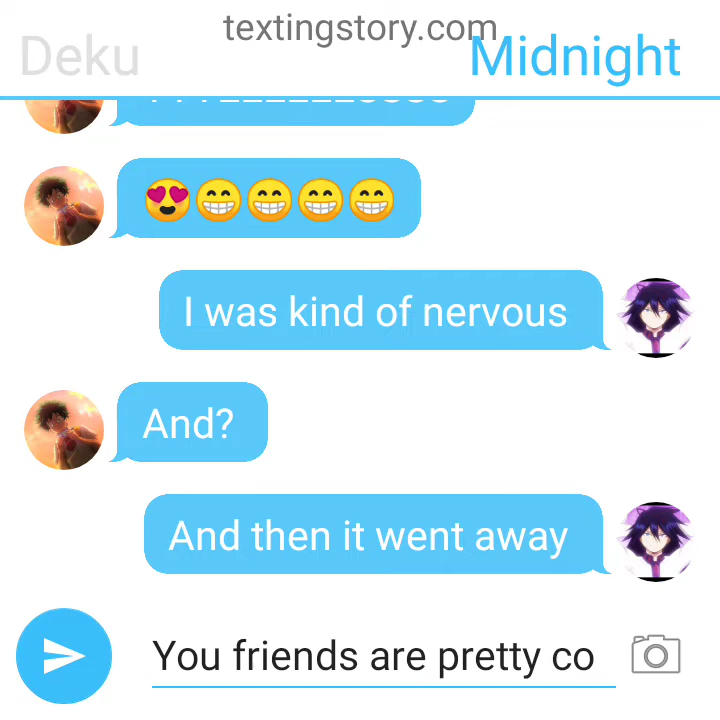 textingstory.com
Deku
Midnight
I was kind of nervous
And?
And then it went away
You friends are pretty co